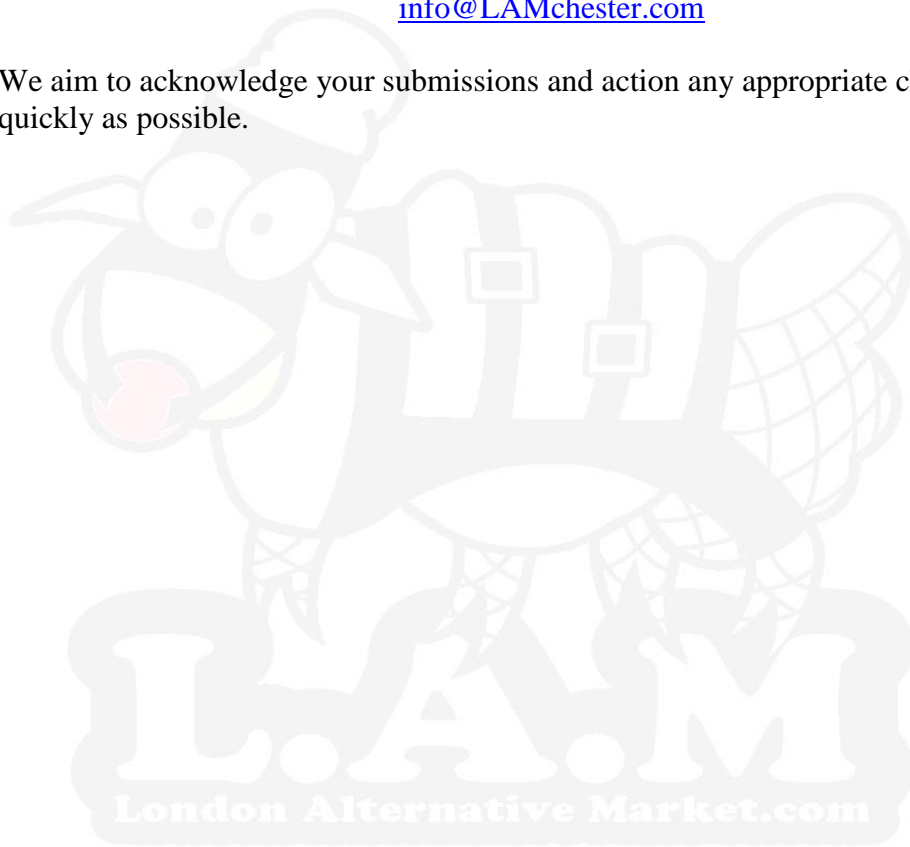 info@LAMchester.com
We aim to acknowledge your submissions and action any appropriate c
quickly as possible.
L.A.M
London Alternative Market.com